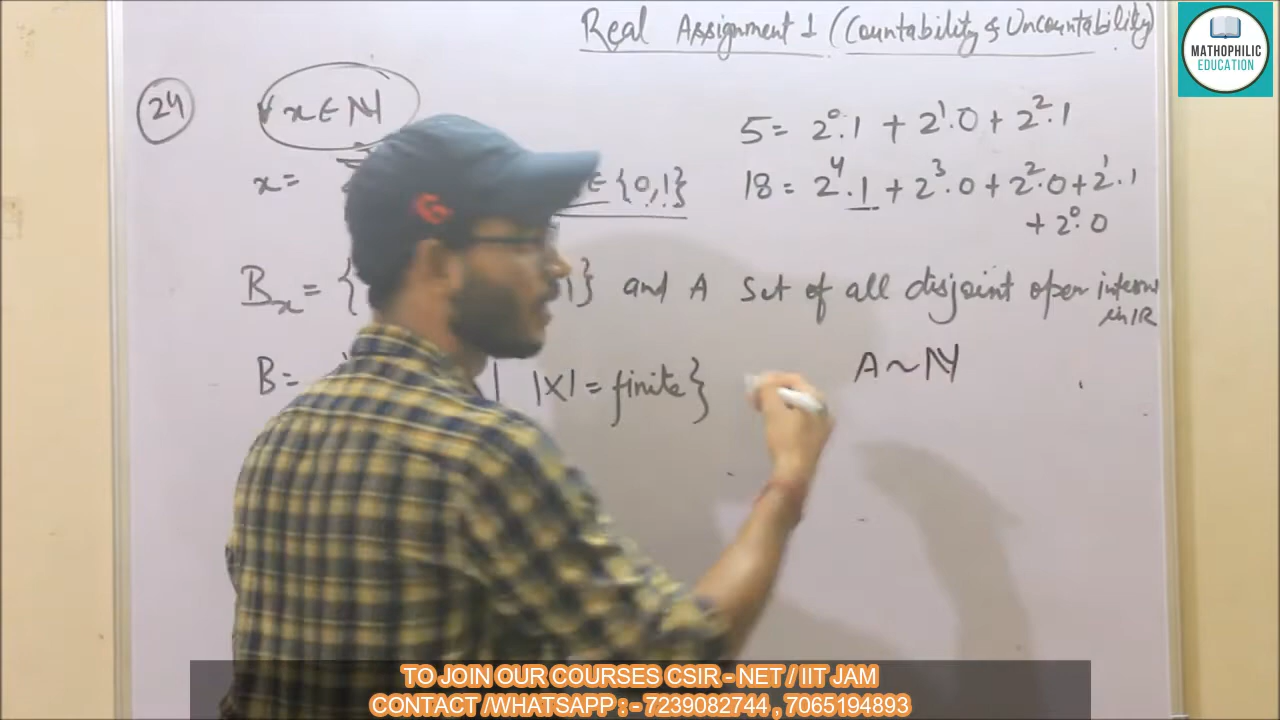 Real Assignment 1 (Countability & Uncountability)
MATHOPHILIC
EDUCATION
24
∀ x ∈ ℕ
5 = 2⁰.1 + 2¹.0 + 2².1
x = ∈ {0,1}
18 = 2⁴.1 + 2³.0 + 2².0 + 2¹.1
+ 2⁰.0
Bₓ = { 1} and A Set of all disjoint open
in ℝ
B = | |X| = finite}
A ~ ℕ
TO JOIN OUR COURSES CSIR - NET / IIT JAM
CONTACT /WHATSAPP : - 7239082744 , 7065194893